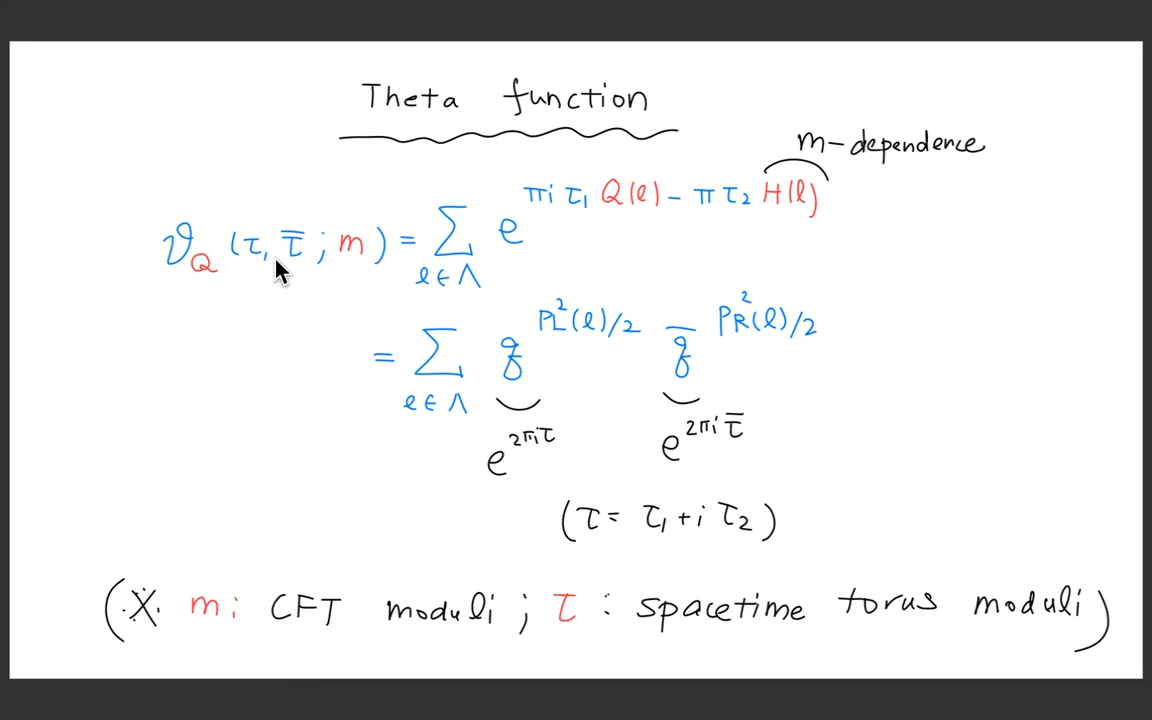 Theta function
m-dependence
ϑ_Q (τ, τ̄ ; m) = Σ_{ℓ∈Λ} e^{πi τ₁ Q(ℓ) − π τ₂ H(ℓ)}
= Σ_{ℓ∈Λ} q^{P_L²(ℓ)/2} q̄^{P_R²(ℓ)/2}
e^{2πiτ} e^{2πi τ̄}
(τ = τ₁ + i τ₂)
(※ m : CFT moduli ; τ : spacetime torus moduli)